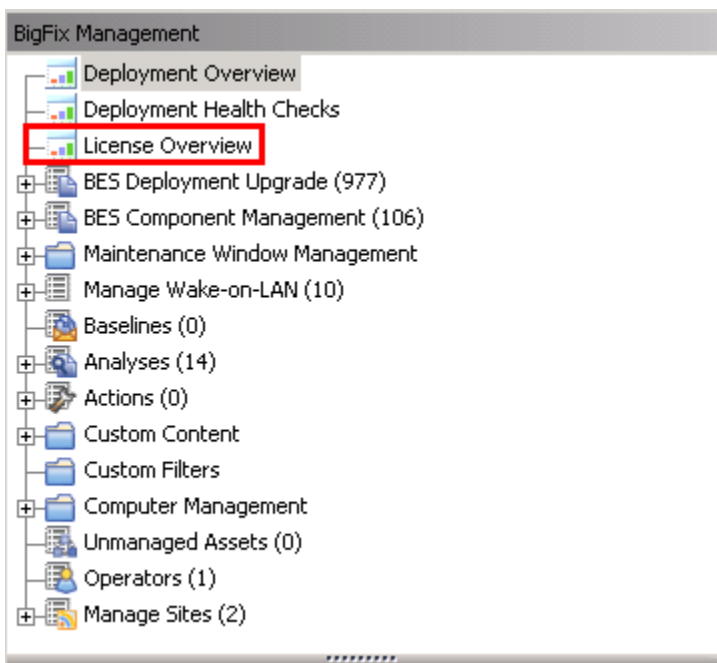 BigFix Management
Deployment Overview
Deployment Health Checks
License Overview
BES Deployment Upgrade (977)
BES Component Management (106)
Maintenance Window Management
Manage Wake-on-LAN (10)
Baselines (0)
Analyses (14)
Actions (0)
Custom Content
Custom Filters
Computer Management
Unmanaged Assets (0)
Operators (1)
Manage Sites (2)